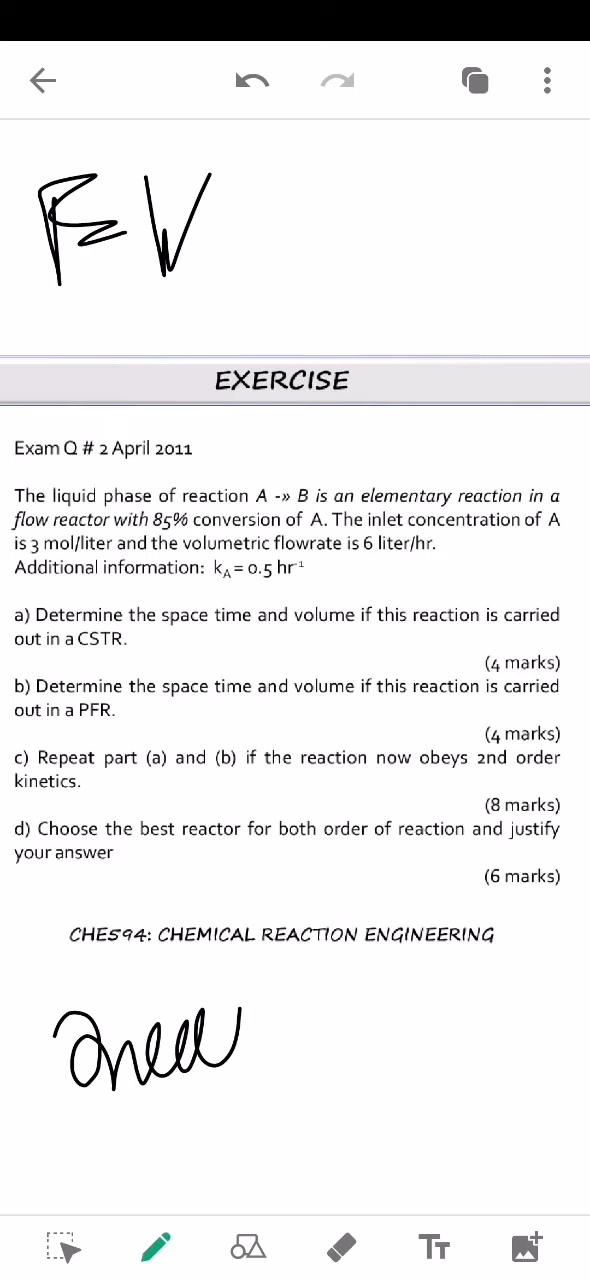 EXERCISE
Exam Q # 2 April 2011
The liquid phase of reaction A -» B is an elementary reaction in a
flow reactor with 85% conversion of A. The inlet concentration of A
is 3 mol/liter and the volumetric flowrate is 6 liter/hr.
Additional information: kA = 0.5 hr⁻¹
a) Determine the space time and volume if this reaction is carried
out in a CSTR.
(4 marks)
b) Determine the space time and volume if this reaction is carried
out in a PFR.
(4 marks)
c) Repeat part (a) and (b) if the reaction now obeys 2nd order
kinetics.
(8 marks)
d) Choose the best reactor for both order of reaction and justify
your answer
(6 marks)
CHE594: CHEMICAL REACTION ENGINEERING
TT